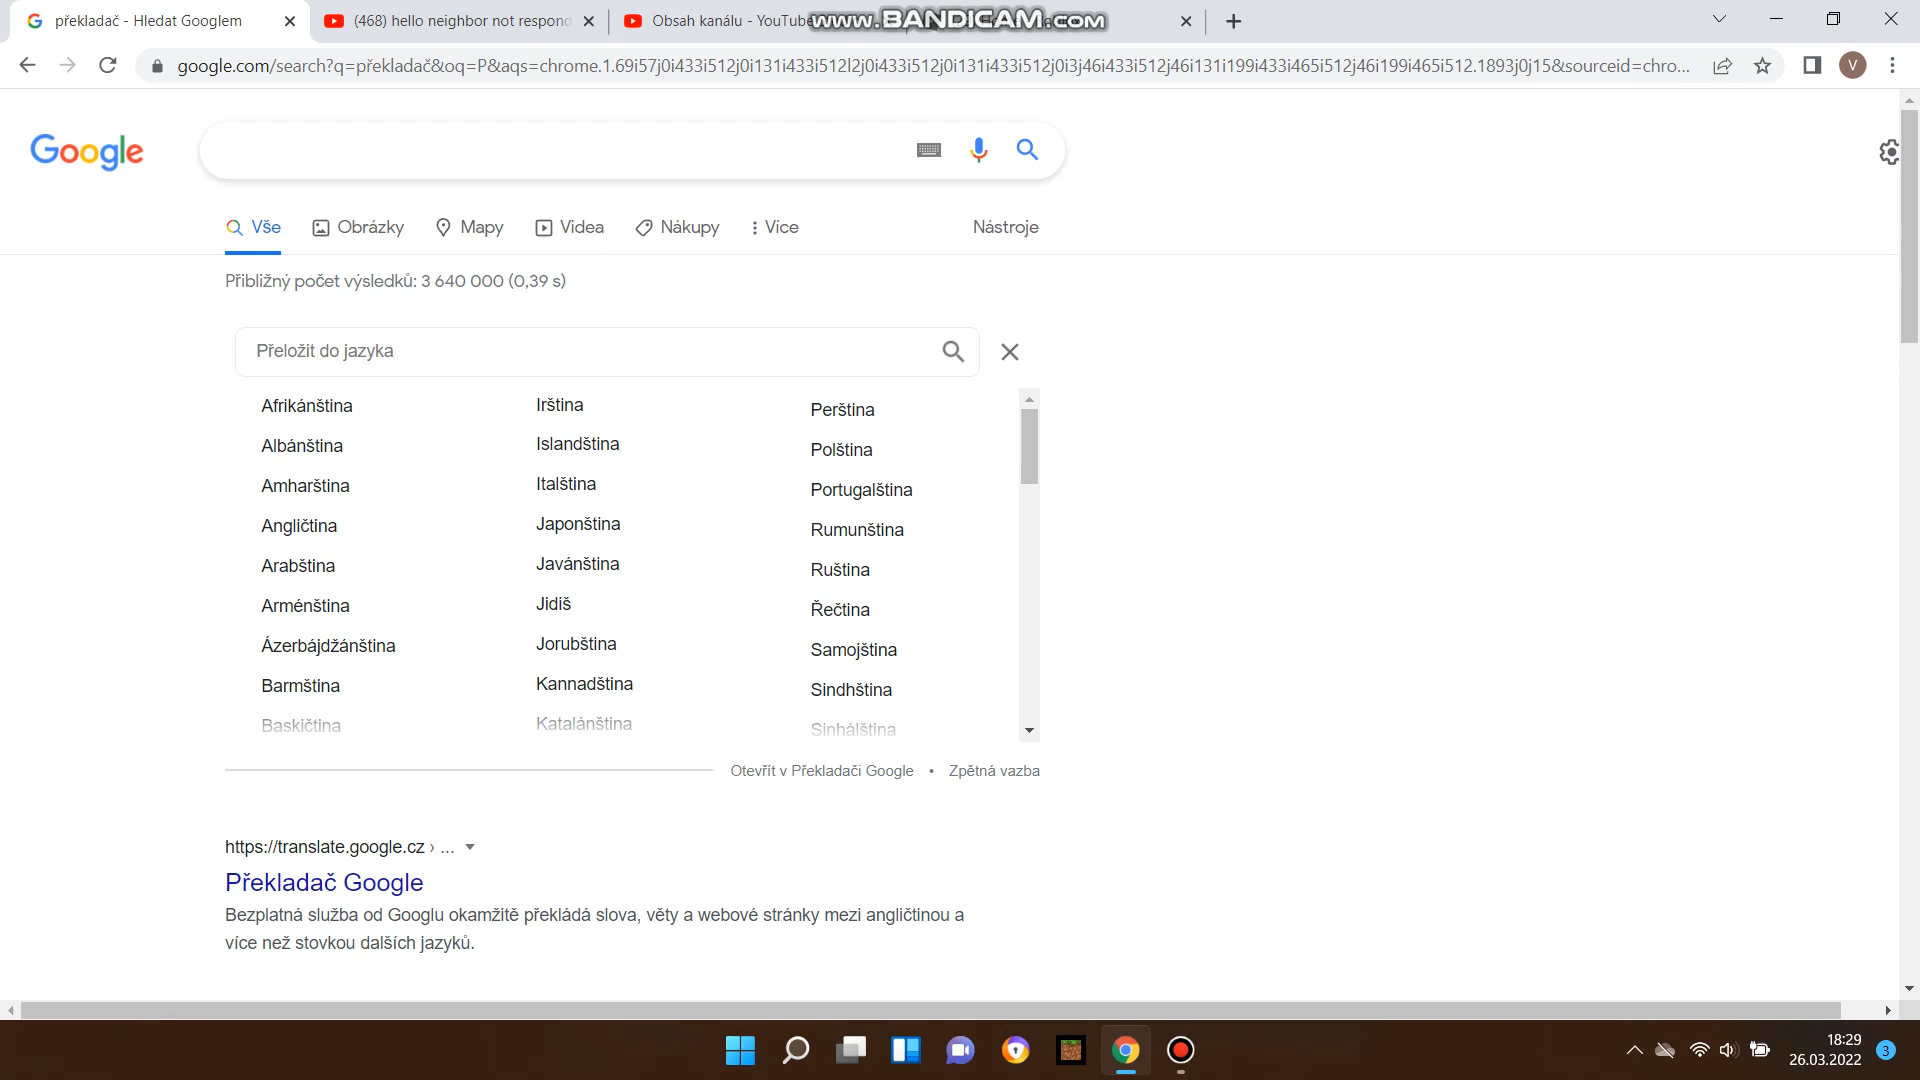 překladač - Hledat Googlem
(468) hello neighbor not respond
Obsah kanálu - YouTube
www.BANDICAM.com
google.com/search?q=překladač&oq=P&aqs=chrome.1.69i57j0i433i512j0i131i433i512l2j0i433i512j0i131i433i512j0i3j46i433i512j46i131i199i433i465i512j46i199i465i512.1893j0j15&sourceid=chro...
V
Google
Vše
Obrázky
Mapy
Videa
Nákupy
Více
Nástroje
Přibližný počet výsledků: 3 640 000 (0,39 s)
Přeložit do jazyka
Afrikánština
Albánština
Amharština
Angličtina
Arabština
Arménština
Ázerbájdžánština
Barmština
Baskičtina
Irština
Islandština
Italština
Japonština
Javánština
Jidiš
Jorubština
Kannadština
Katalánština
Perština
Polština
Portugalština
Rumunština
Ruština
Řečtina
Samojština
Sindhština
Sinhálština
Otevřít v Překladači Google • Zpětná vazba
https://translate.google.cz › ...
Překladač Google
Bezplatná služba od Googlu okamžitě překládá slova, věty a webové stránky mezi angličtinou a
více než stovkou dalších jazyků.
18:29
26.03.2022
3